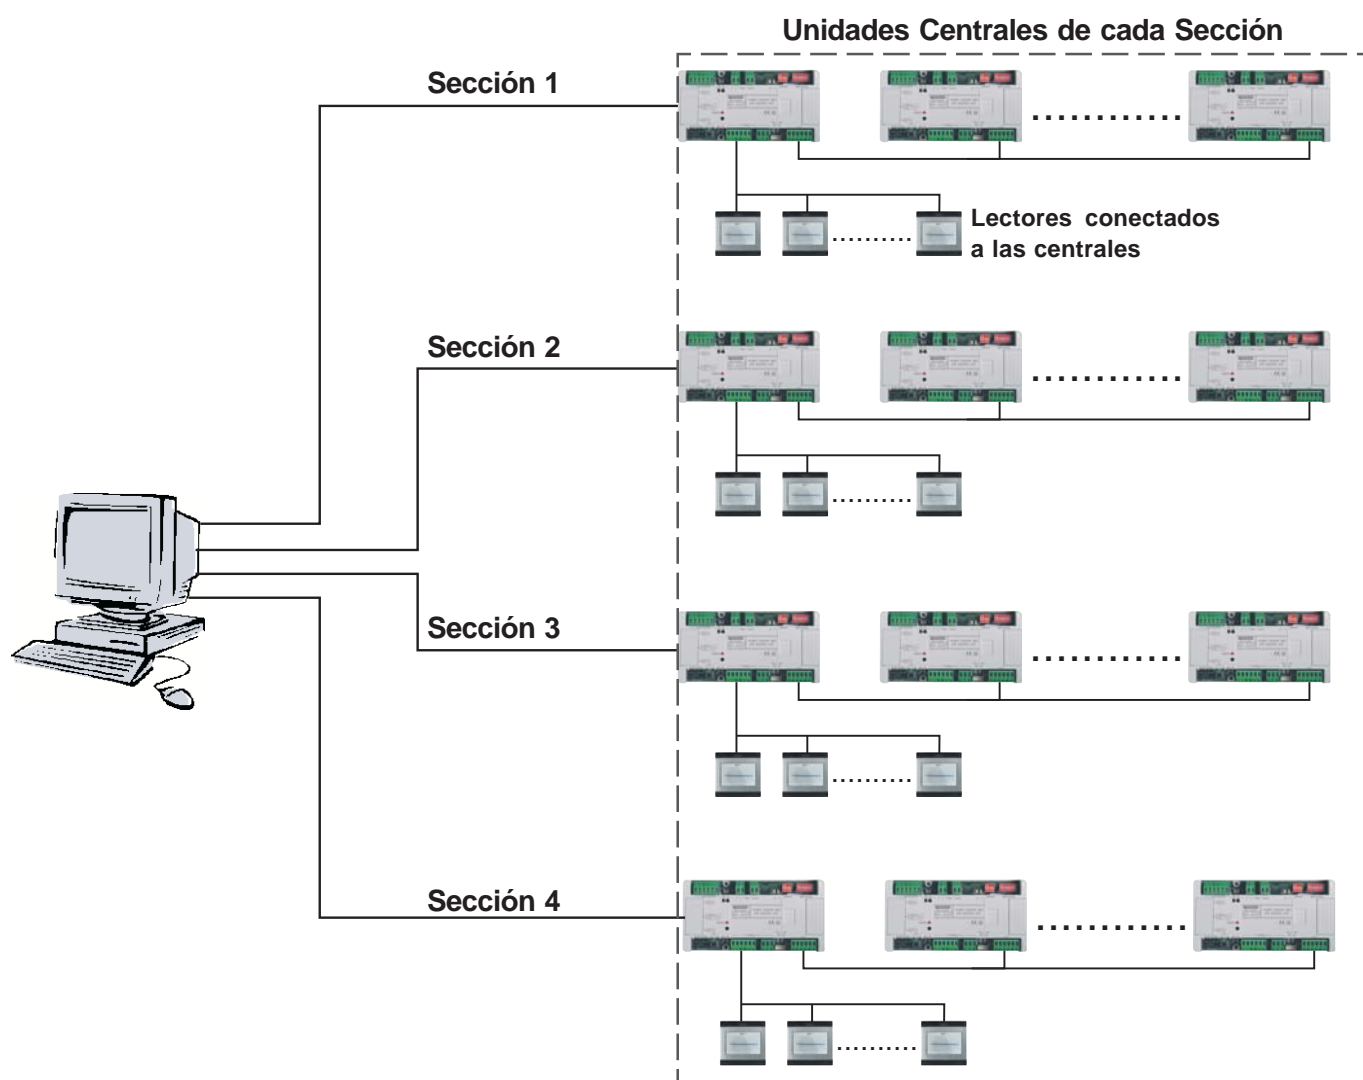 Unidades Centrales de cada Sección
Sección 1
Lectores conectados
a las centrales
Sección 2
Sección 3
Sección 4